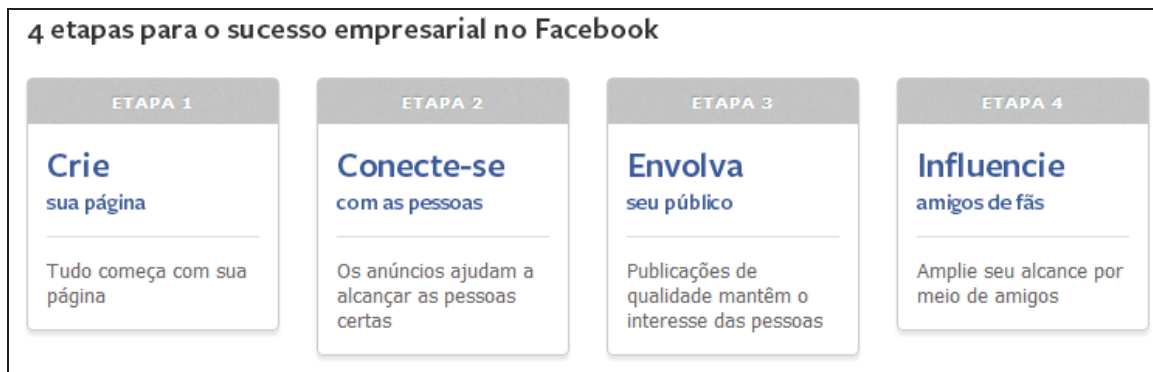 4 etapas para o sucesso empresarial no Facebook
ETAPA 1
Crie
sua página
Tudo começa com sua
página
ETAPA 2
Conecte-se
com as pessoas
Os anúncios ajudam a
alcançar as pessoas
certas
ETAPA 3
Envolva
seu público
Publicações de
qualidade mantêm o
interesse das pessoas
ETAPA 4
Influencie
amigos de fãs
Amplie seu alcance por
meio de amigos